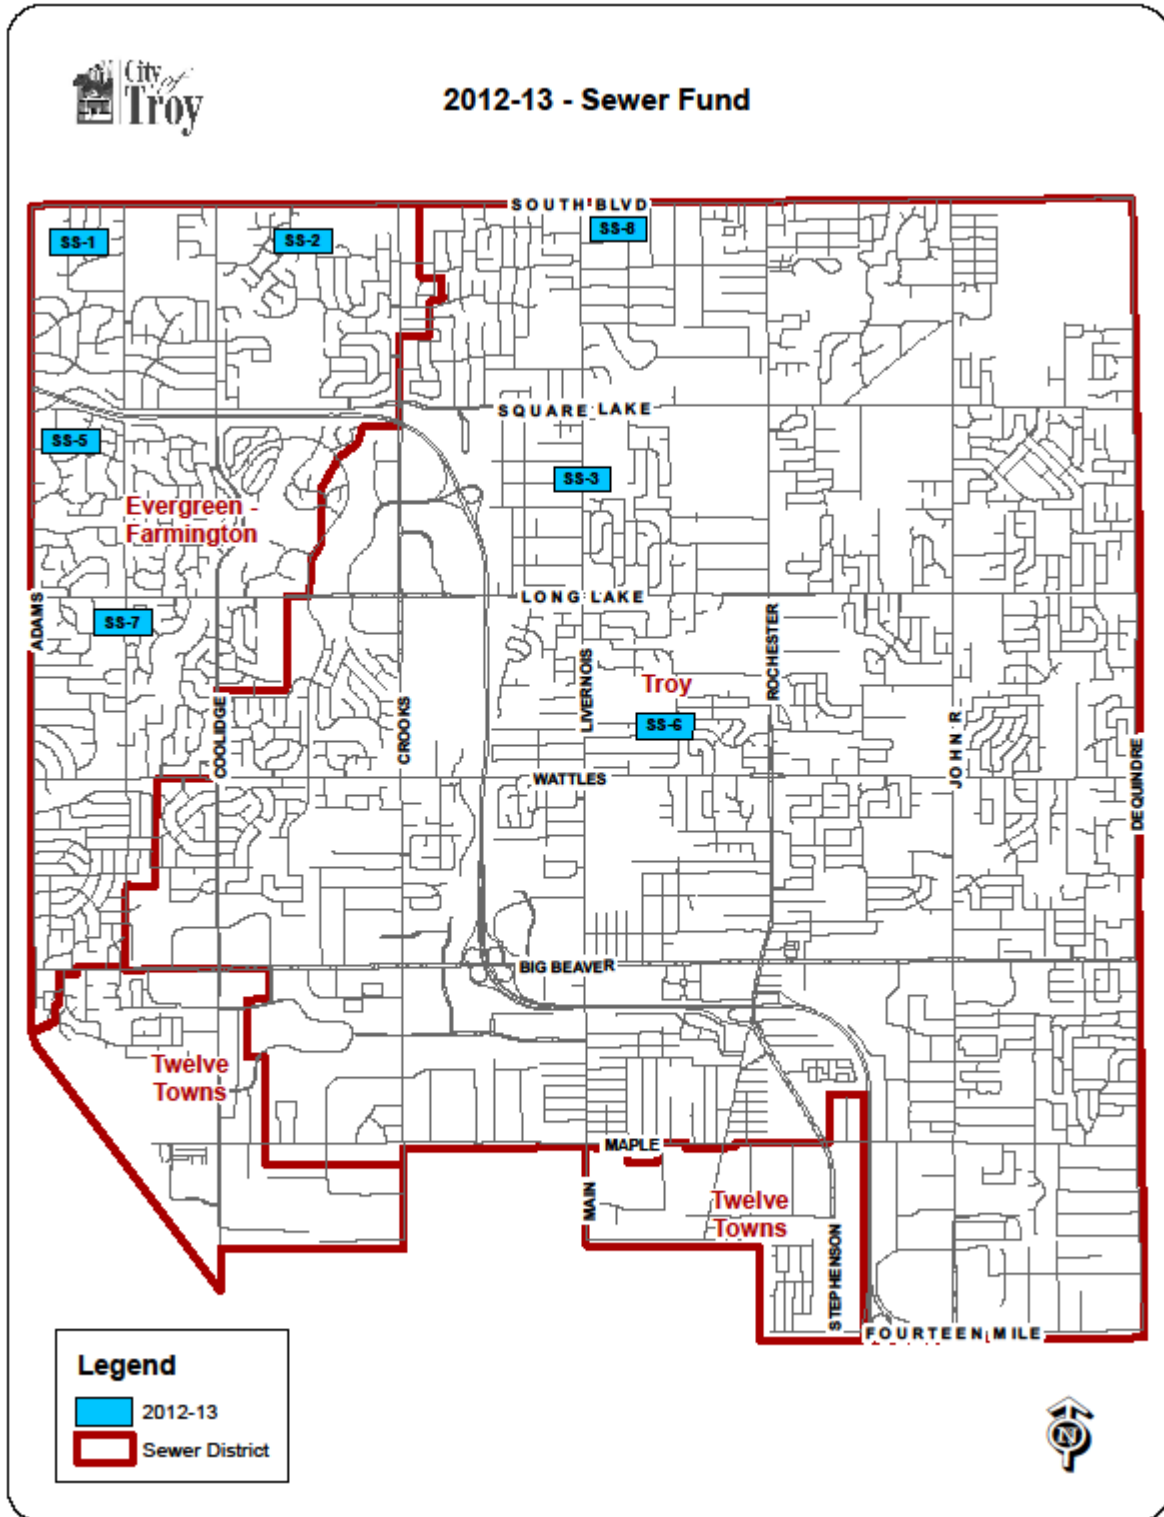 City of
Troy
2012-13 - Sewer Fund
SOUTH BLVD
SS-1
SS-2
SS-8
SQUARE LAKE
SS-5
SS-3
Evergreen -
Farmington
LONG LAKE
ADAMS
SS-7
LIVERNOIS
ROCHESTER
Troy
COOLIDGE
CROOKS
SS-6
JOHN R
DEQUINDRE
WATTLES
BIG BEAVER
Twelve
Towns
MAPLE
MAIN
Twelve
Towns
STEPHENSON
FOURTEEN MILE
Legend
2012-13
Sewer District
N